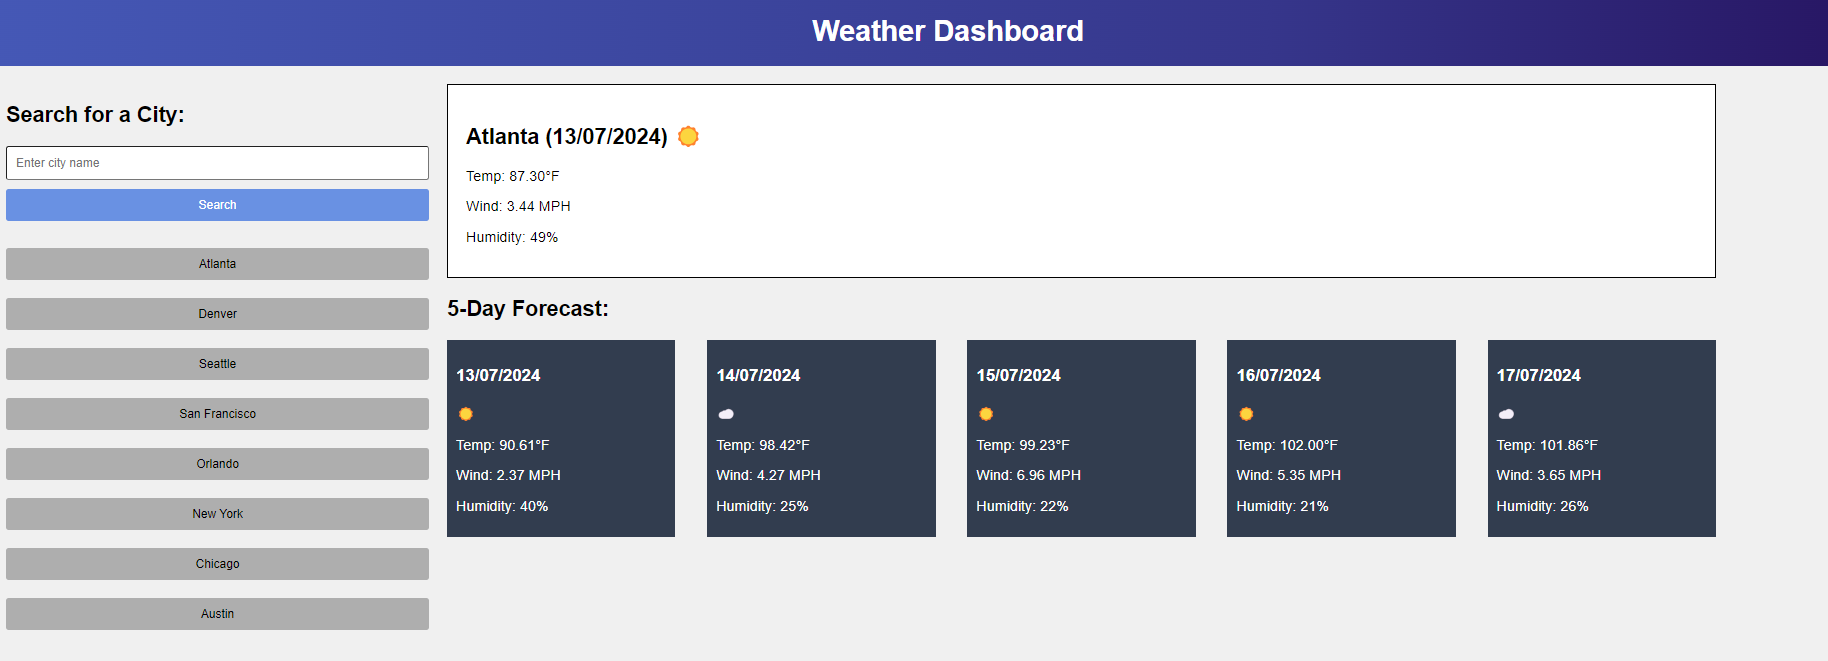 Weather Dashboard
Search for a City:
Enter city name
Search
Atlanta
Denver
Seattle
San Francisco
Orlando
New York
Chicago
Austin
Atlanta (13/07/2024)
Temp: 87.30°F
Wind: 3.44 MPH
Humidity: 49%
5-Day Forecast:
13/07/2024
Temp: 90.61°F
Wind: 2.37 MPH
Humidity: 40%
14/07/2024
Temp: 98.42°F
Wind: 4.27 MPH
Humidity: 25%
15/07/2024
Temp: 99.23°F
Wind: 6.96 MPH
Humidity: 22%
16/07/2024
Temp: 102.00°F
Wind: 5.35 MPH
Humidity: 21%
17/07/2024
Temp: 101.86°F
Wind: 3.65 MPH
Humidity: 26%